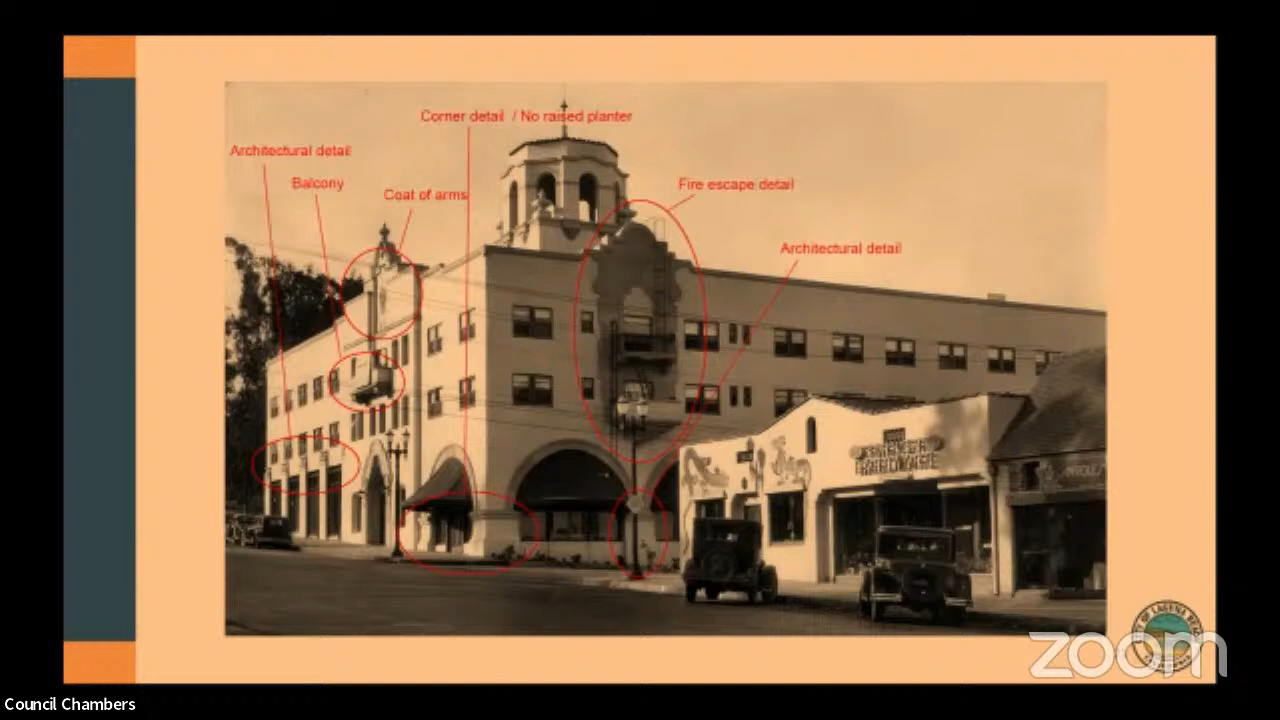 Corner detail / No raised planter
Architectural detail
Balcony
Coat of arms
Fire escape detail
Architectural detail
HARDWARE
zoom
Council Chambers